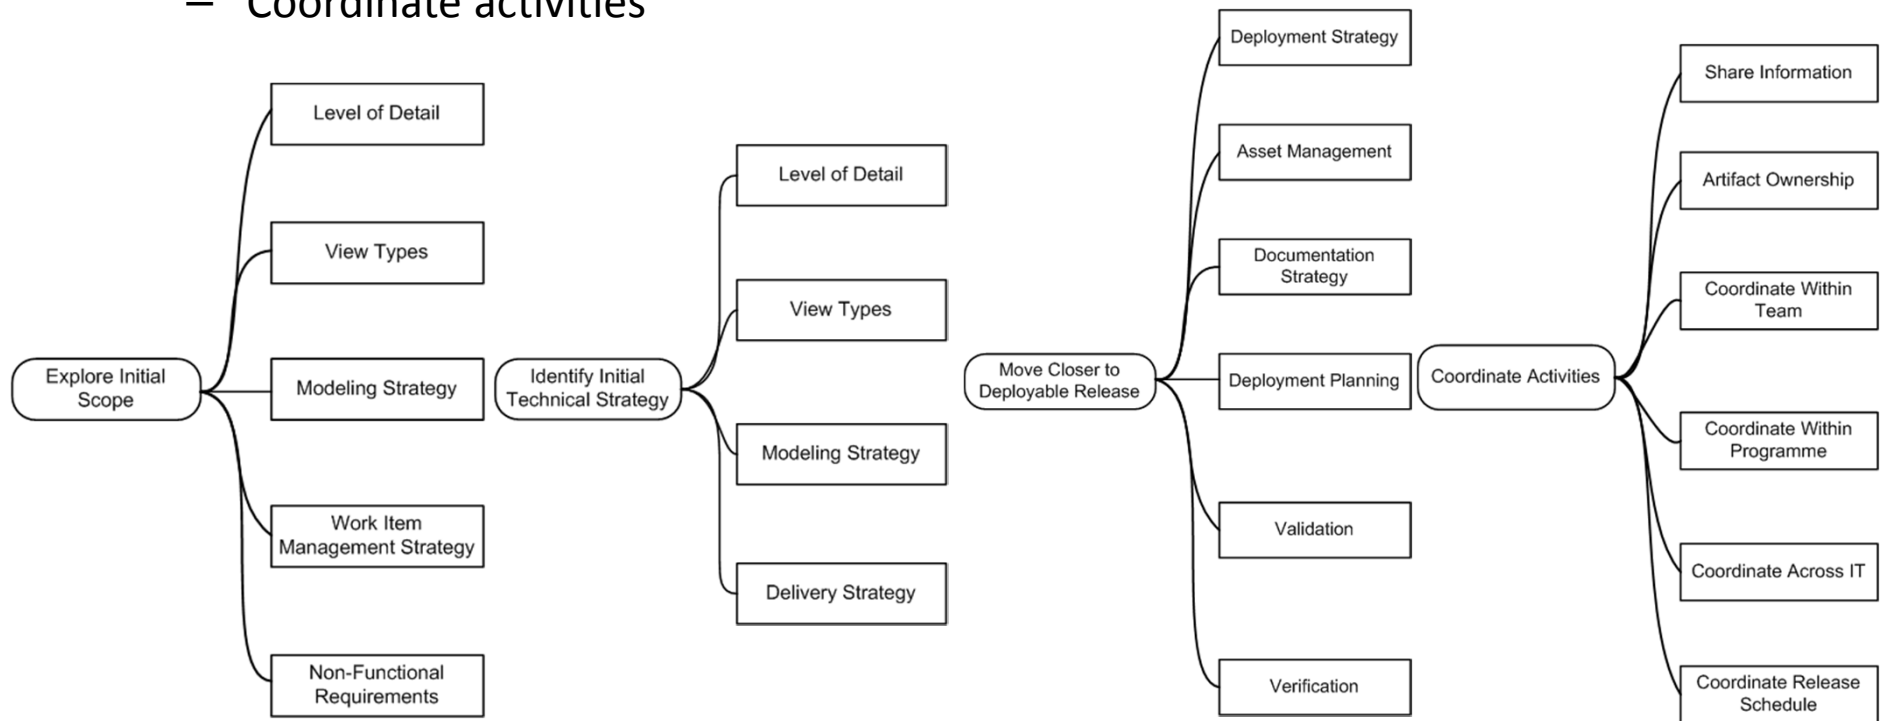 – Coordinate activities
Explore Initial
Scope
Level of Detail
View Types
Modeling Strategy
Work Item
Management Strategy
Non-Functional
Requirements
Identify Initial
Technical Strategy
Level of Detail
View Types
Modeling Strategy
Delivery Strategy
Move Closer to
Deployable Release
Deployment Strategy
Asset Management
Documentation
Strategy
Deployment Planning
Validation
Verification
Coordinate Activities
Share Information
Artifact Ownership
Coordinate Within
Team
Coordinate Within
Programme
Coordinate Across IT
Coordinate Release
Schedule